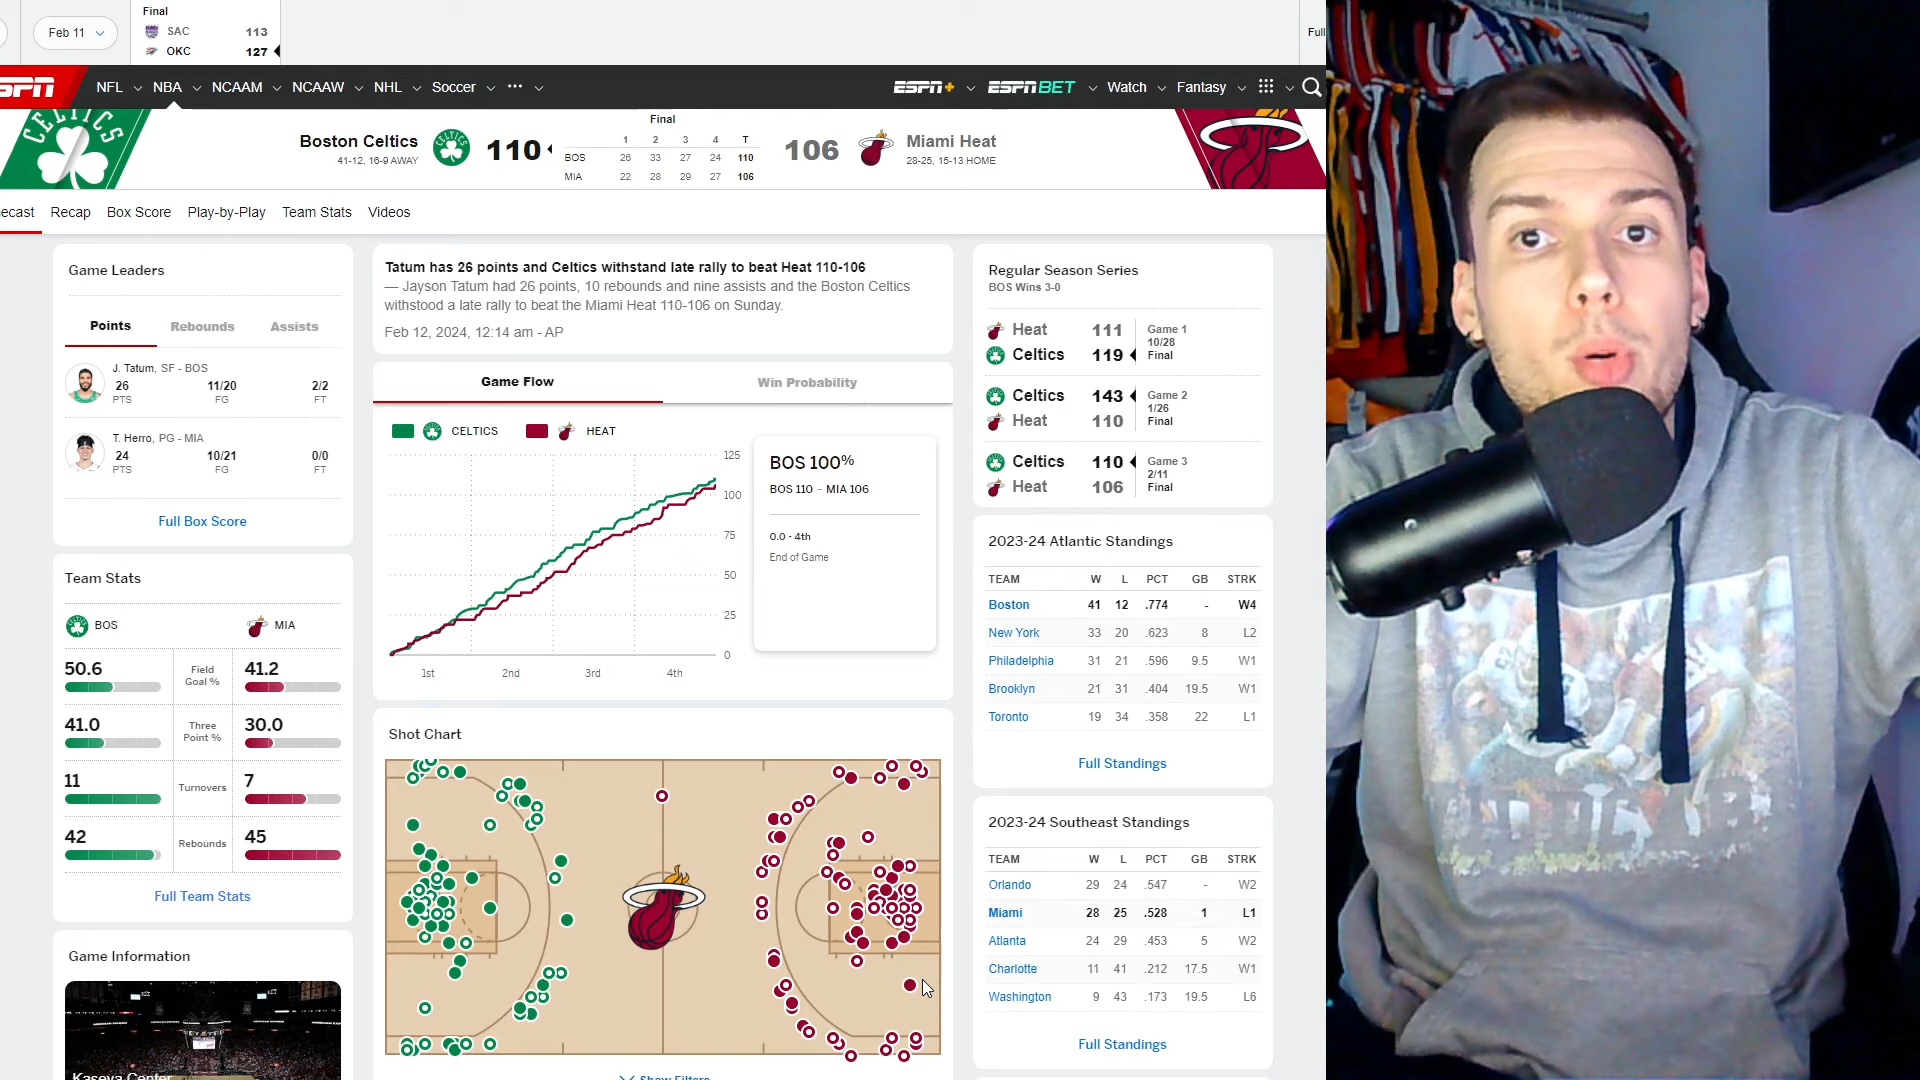 Feb 11
Final
SAC 113
OKC 127
Full
NFL NBA NCAAM NCAAW NHL Soccer ···
ESPN+ ESPN BET Watch Fantasy
CELTICS
Boston Celtics
41-12, 16-9 AWAY
CELTICS
110
Final
1 2 3 4 T
BOS 26 33 27 24 110
MIA 22 28 29 27 106
106
Miami Heat
28-25, 15-13 HOME
ecast Recap Box Score Play-by-Play Team Stats Videos
Game Leaders
Points Rebounds Assists
J. Tatum, SF - BOS
26 11/20 2/2
PTS FG FT
T. Herro, PG - MIA
24 10/21 0/0
PTS FG FT
Full Box Score
Team Stats
BOS MIA
50.6 Field Goal % 41.2
41.0 Three Point % 30.0
11 Turnovers 7
42 Rebounds 45
Full Team Stats
Game Information
Kaseya Center
Tatum has 26 points and Celtics withstand late rally to beat Heat 110-106
— Jayson Tatum had 26 points, 10 rebounds and nine assists and the Boston Celtics
withstood a late rally to beat the Miami Heat 110-106 on Sunday.
Feb 12, 2024, 12:14 am - AP
Game Flow Win Probability
CELTICS HEAT
125
100
75
50
25
0
1st 2nd 3rd 4th
BOS 100%
BOS 110 - MIA 106
0.0 - 4th
End of Game
Shot Chart
Show Filters
Regular Season Series
BOS Wins 3-0
Heat 111 Game 1
10/28
Celtics 119 Final
Celtics 143 Game 2
1/26
Heat 110 Final
Celtics 110 Game 3
2/11
Heat 106 Final
2023-24 Atlantic Standings
TEAM W L PCT GB STRK
Boston 41 12 .774 - W4
New York 33 20 .623 8 L2
Philadelphia 31 21 .596 9.5 W1
Brooklyn 21 31 .404 19.5 W1
Toronto 19 34 .358 22 L1
Full Standings
2023-24 Southeast Standings
TEAM W L PCT GB STRK
Orlando 29 24 .547 - W2
Miami 28 25 .528 1 L1
Atlanta 24 29 .453 5 W2
Charlotte 11 41 .212 17.5 W1
Washington 9 43 .173 19.5 L6
Full Standings